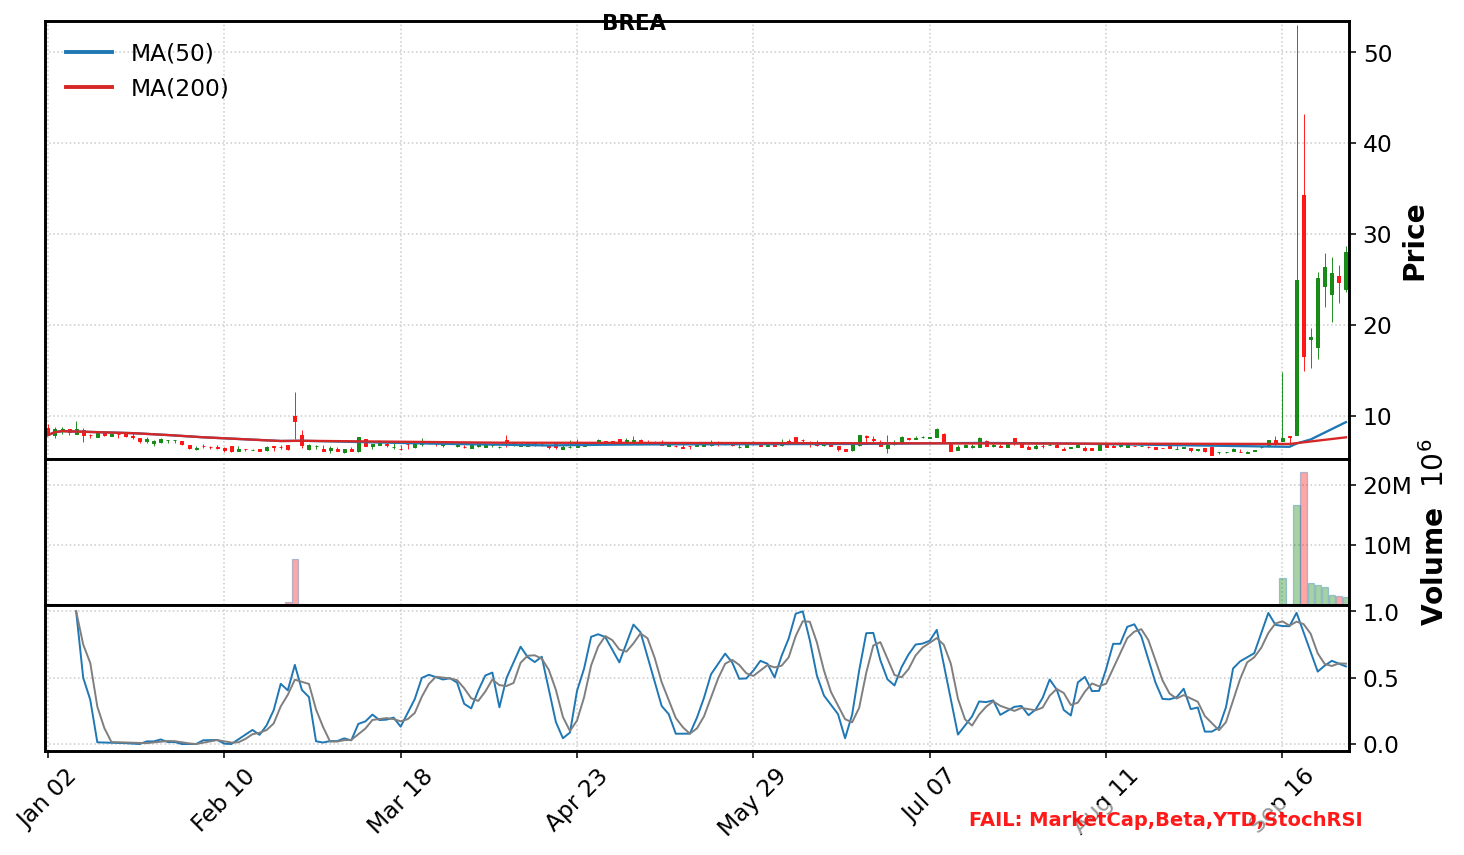 BREA
MA(50)
MA(200)
50
40
30
20
10
Price
20M
10M
Volume 10^6
1.0
0.5
0.0
Jan 02
Feb 10
Mar 18
Apr 23
May 29
Jul 07
Aug 11
Sep 16
FAIL: MarketCap,Beta,YTD,StochRSI